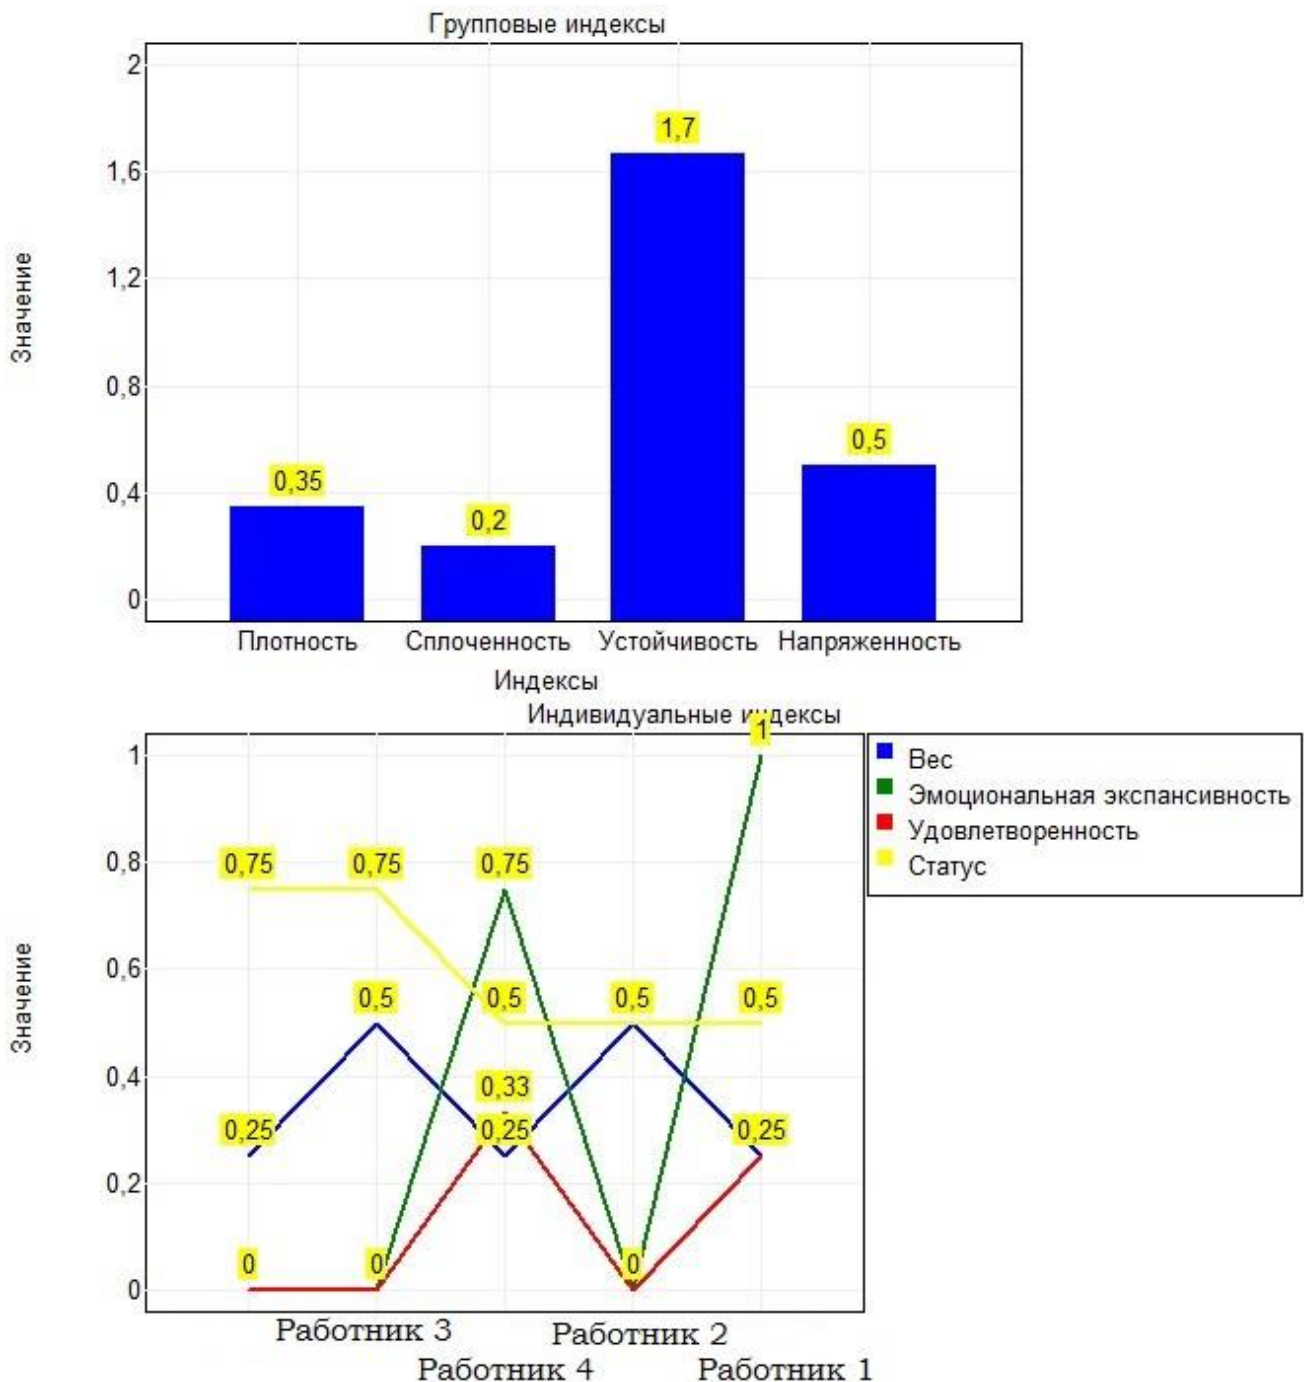 Групповые индексы
2
1,6
1,2
0,8
0,4
0
Значение
1,7
0,5
0,35
0,2
Плотность Сплоченность Устойчивость Напряженность
Индексы
Индивидуальные индексы
1
0,8
0,6
0,4
0,2
0
Значение
1
0,75 0,75 0,75
0,5 0,5 0,5 0,5
0,33
0,25 0,25 0,25
0 0 0
Вес
Эмоциональная экспансивность
Удовлетворенность
Статус
Работник 3 Работник 2
Работник 4 Работник 1